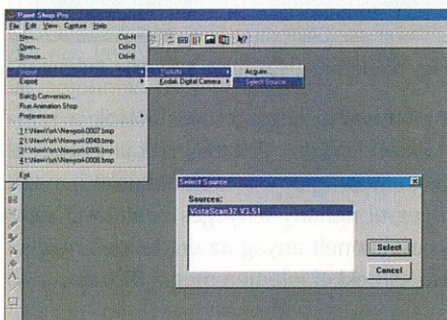 Paint Shop Pro
File Edit View Capture Help
New... Ctrl+N
Open... Ctrl+O
Browse... Ctrl+B
Import
Export
TWAIN
Kodak Digital Camera
Acquire...
Select Source...
Batch Conversion...
Run Animation Shop
Preferences
1 F:\NewYork\Newyork0007.bmp
2 F:\NewYork\Newyork0049.bmp
3 F:\NewYork\Newyork0006.bmp
4 F:\NewYork\Newyork0008.bmp
Exit
Select Source
Sources:
VistaScan32 V3.51
Select
Cancel